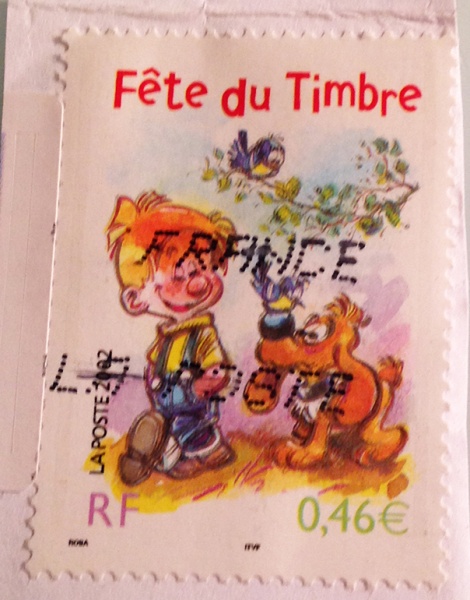 Fête du Timbre
FRANCE
LA POSTE
LA POSTE 2002
RF
0,46€
ROBA
ITVF